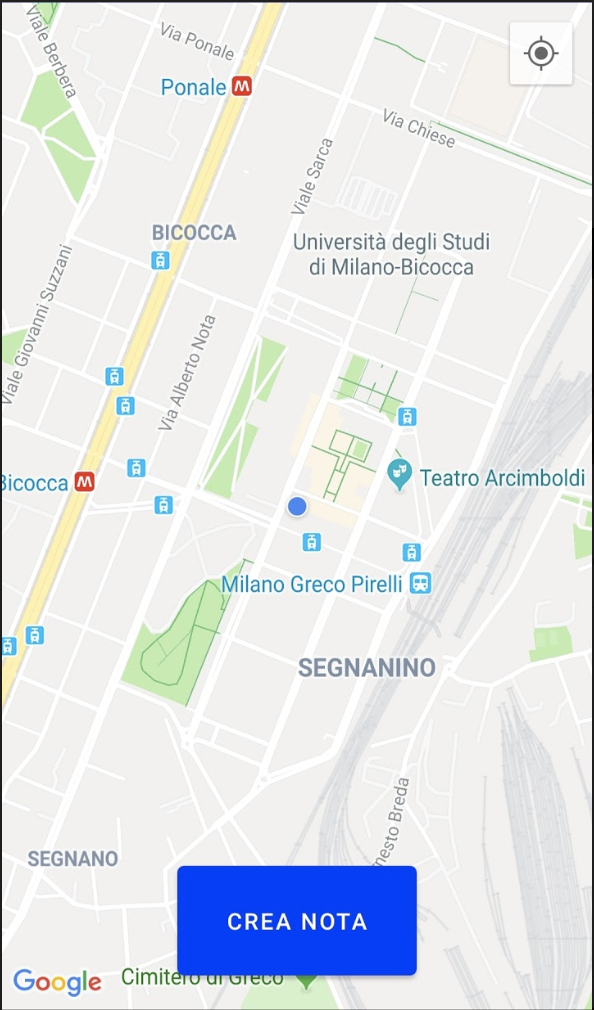 Viale Berbera
Via Ponale
Ponale
Via Chiese
Viale Sarca
BICOCCA
Università degli Studi
di Milano-Bicocca
Viale Giovanni Suzzani
Via Alberto Nota
Bicocca
Teatro Arcimboldi
Milano Greco Pirelli
SEGNANINO
nesto Breda
SEGNANO
CREA NOTA
Google
Cimitero di Greco